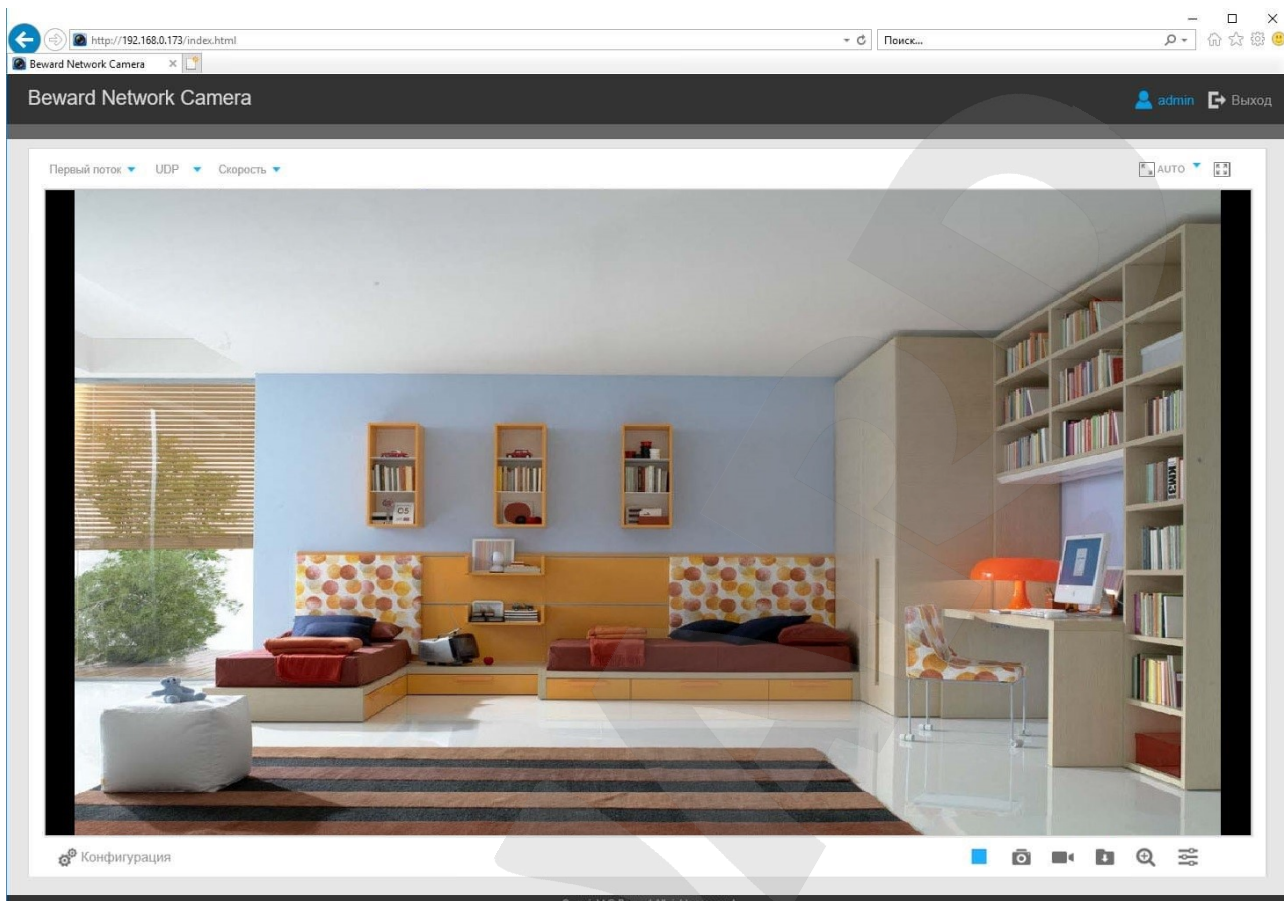 http://192.168.0.173/index.html
Поиск...
Beward Network Camera
Beward Network Camera
admin
Выход
Первый поток
UDP
Скорость
AUTO
Конфигурация